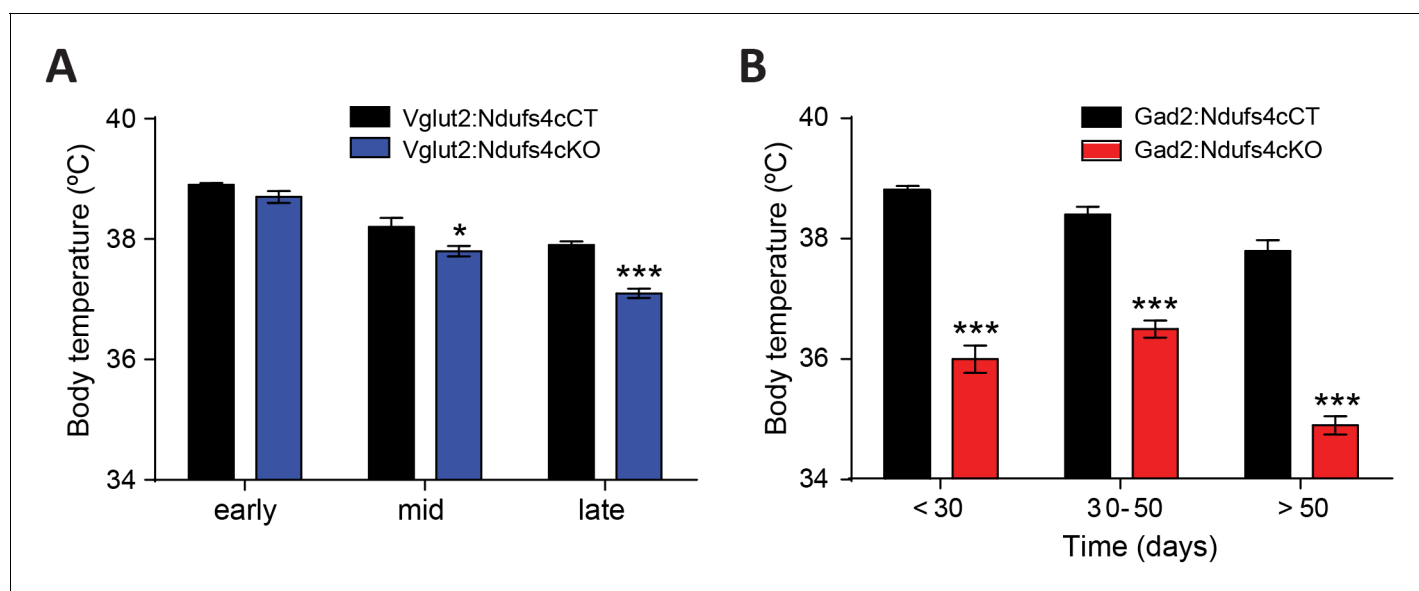 A
Vglut2:Ndufs4cCT
Vglut2:Ndufs4cKO
Body temperature (ºC)
40
38
36
34
*
***
early mid late
B
Gad2:Ndufs4cCT
Gad2:Ndufs4cKO
Body temperature (ºC)
40
38
36
34
***
***
***
<30 30-50 >50
Time (days)